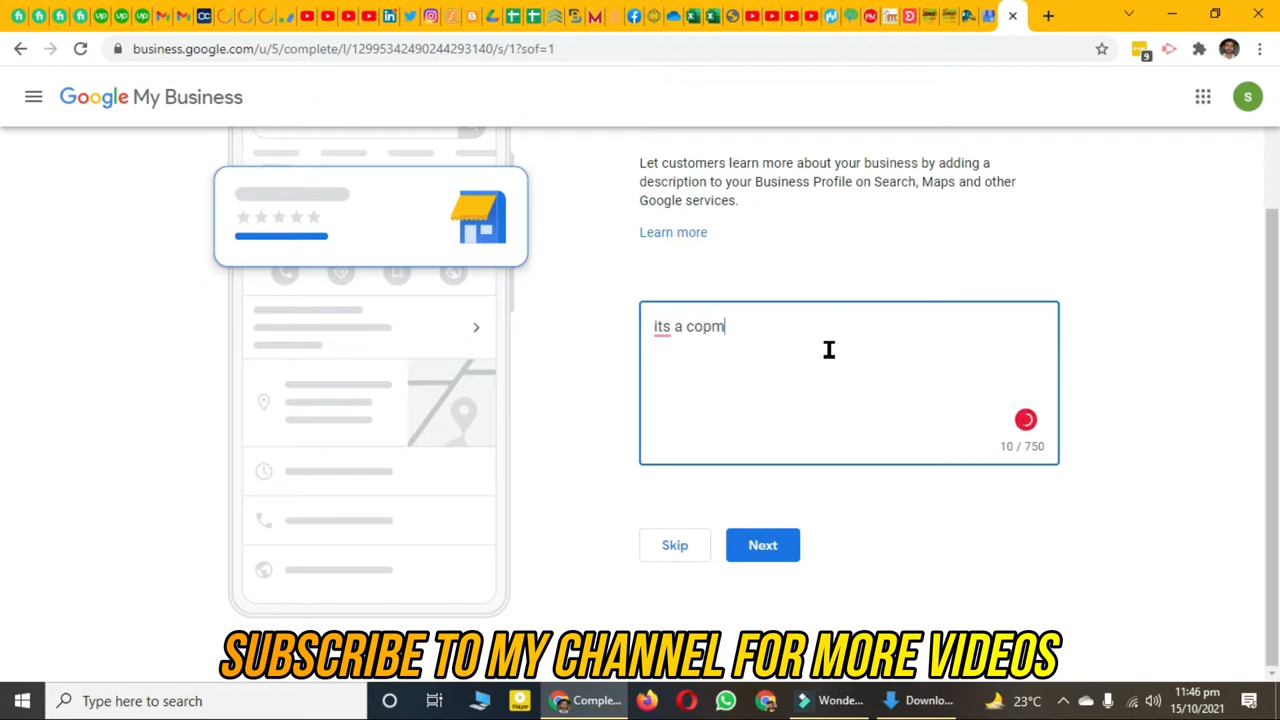 business.google.com/u/5/complete/l/12995342490244293140/s/1?sof=1
9
Google My Business
S
Let customers learn more about your business by adding a
description to your Business Profile on Search, Maps and other
Google services.
Learn more
its a copm
10 / 750
Skip
Next
SUBSCRIBE TO MY CHANNEL FOR MORE VIDEOS
Type here to search
Player
Comple...
Wonde...
Downlo...
23°C
11:46 pm
15/10/2021